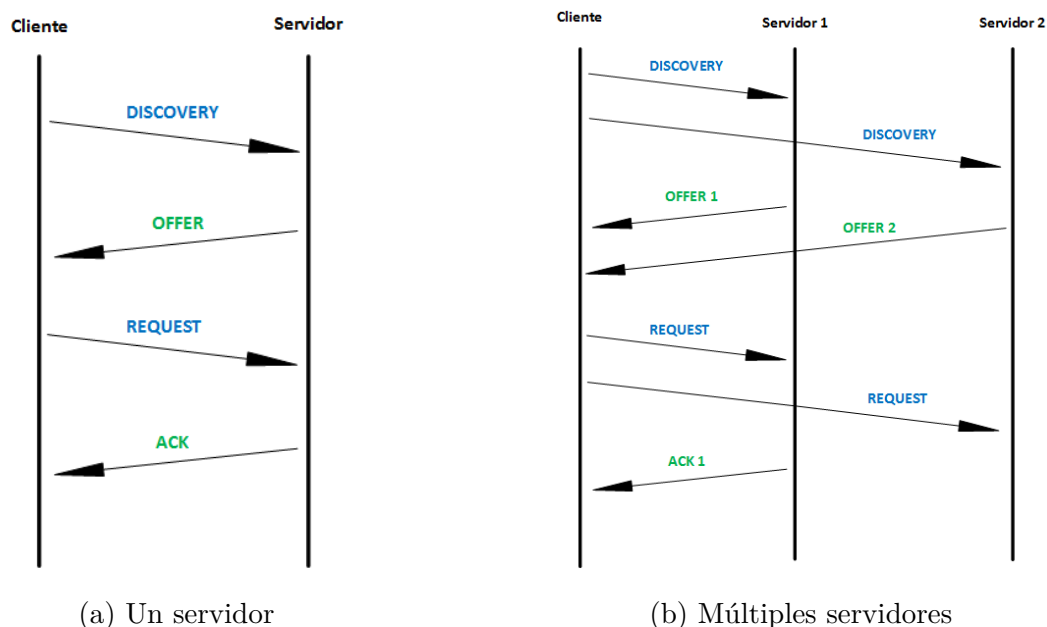 Cliente
Servidor
DISCOVERY
OFFER
REQUEST
ACK
(a) Un servidor
Cliente
Servidor 1
Servidor 2
DISCOVERY
DISCOVERY
OFFER 1
OFFER 2
REQUEST
REQUEST
ACK 1
(b) Múltiples servidores